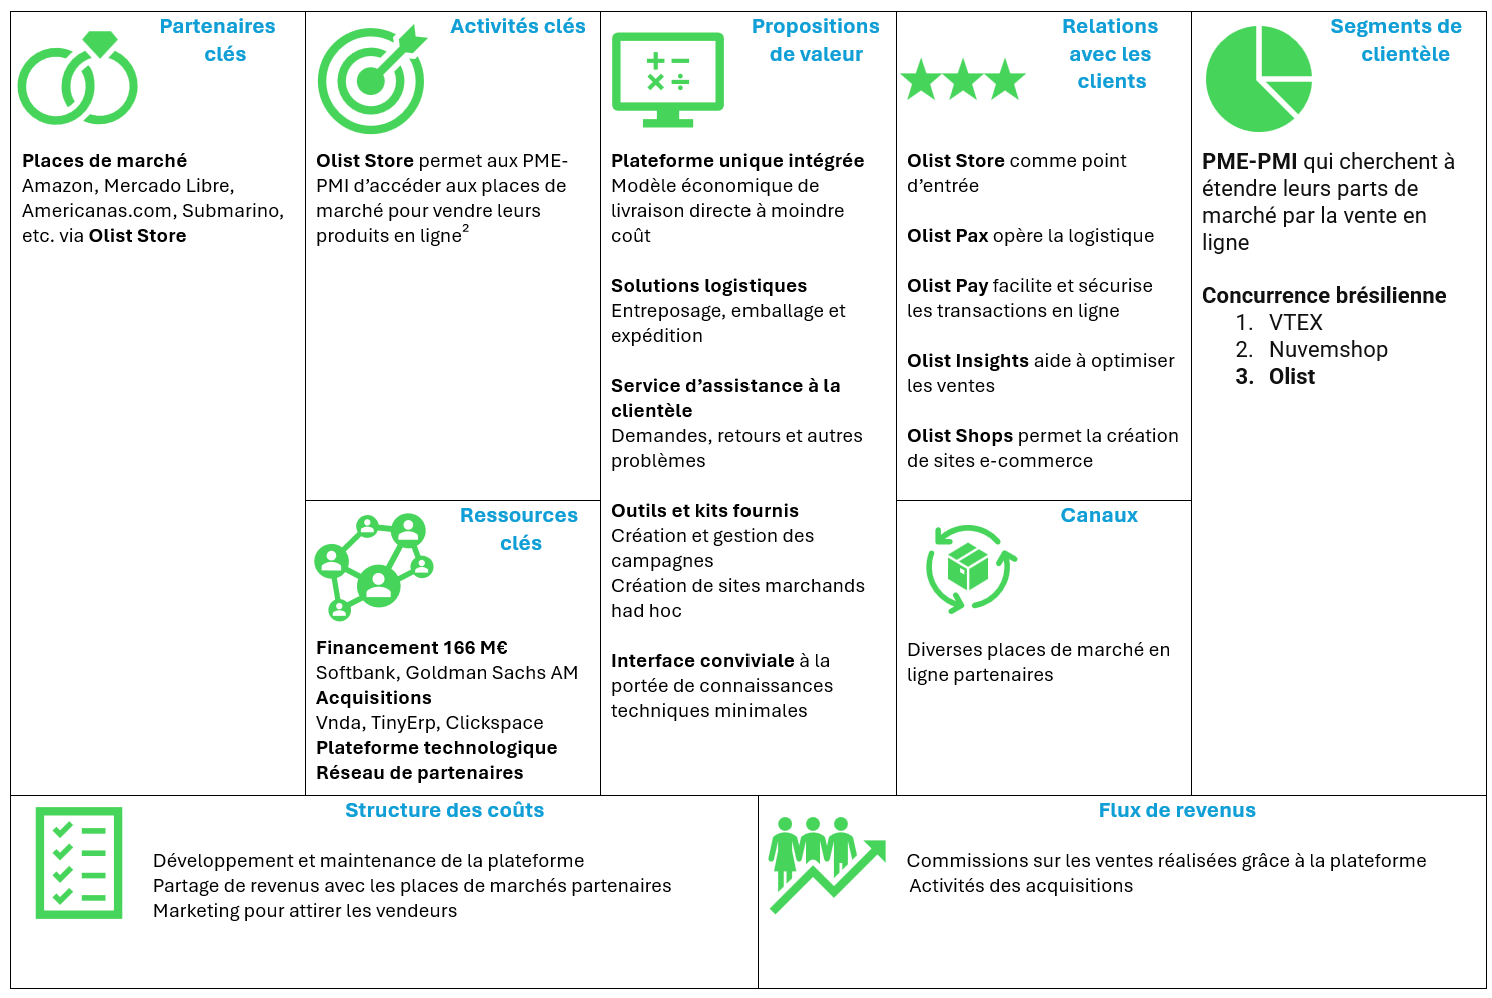 Partenaires
clés
Places de marché
Amazon, Mercado Libre,
Americanas.com, Submarino,
etc. via Olist Store
Activités clés
Olist Store permet aux PME-
PMI d’accéder aux places de
marché pour vendre leurs
produits en ligne²
Ressources
clés
Financement 166 M€
Softbank, Goldman Sachs AM
Acquisitions
Vnda, TinyErp, Clickspace
Plateforme technologique
Réseau de partenaires
Propositions
de valeur
Plateforme unique intégrée
Modèle économique de
livraison directe à moindre
coût
Solutions logistiques
Entreposage, emballage et
expédition
Service d’assistance à la
clientèle
Demandes, retours et autres
problèmes
Outils et kits fournis
Création et gestion des
campagnes
Création de sites marchands
had hoc
Interface conviviale à la
portée de connaissances
techniques minimales
Relations
avec les
clients
Olist Store comme point
d’entrée
Olist Pax opère la logistique
Olist Pay facilite et sécurise
les transactions en ligne
Olist Insights aide à optimiser
les ventes
Olist Shops permet la création
de sites e-commerce
Canaux
Diverses places de marché en
ligne partenaires
Segments de
clientèle
PME-PMI qui cherchent à
étendre leurs parts de
marché par la vente en
ligne
Concurrence brésilienne
1. VTEX
2. Nuvemshop
3. Olist
Structure des coûts
Développement et maintenance de la plateforme
Partage de revenus avec les places de marchés partenaires
Marketing pour attirer les vendeurs
Flux de revenus
Commissions sur les ventes réalisées grâce à la plateforme
Activités des acquisitions